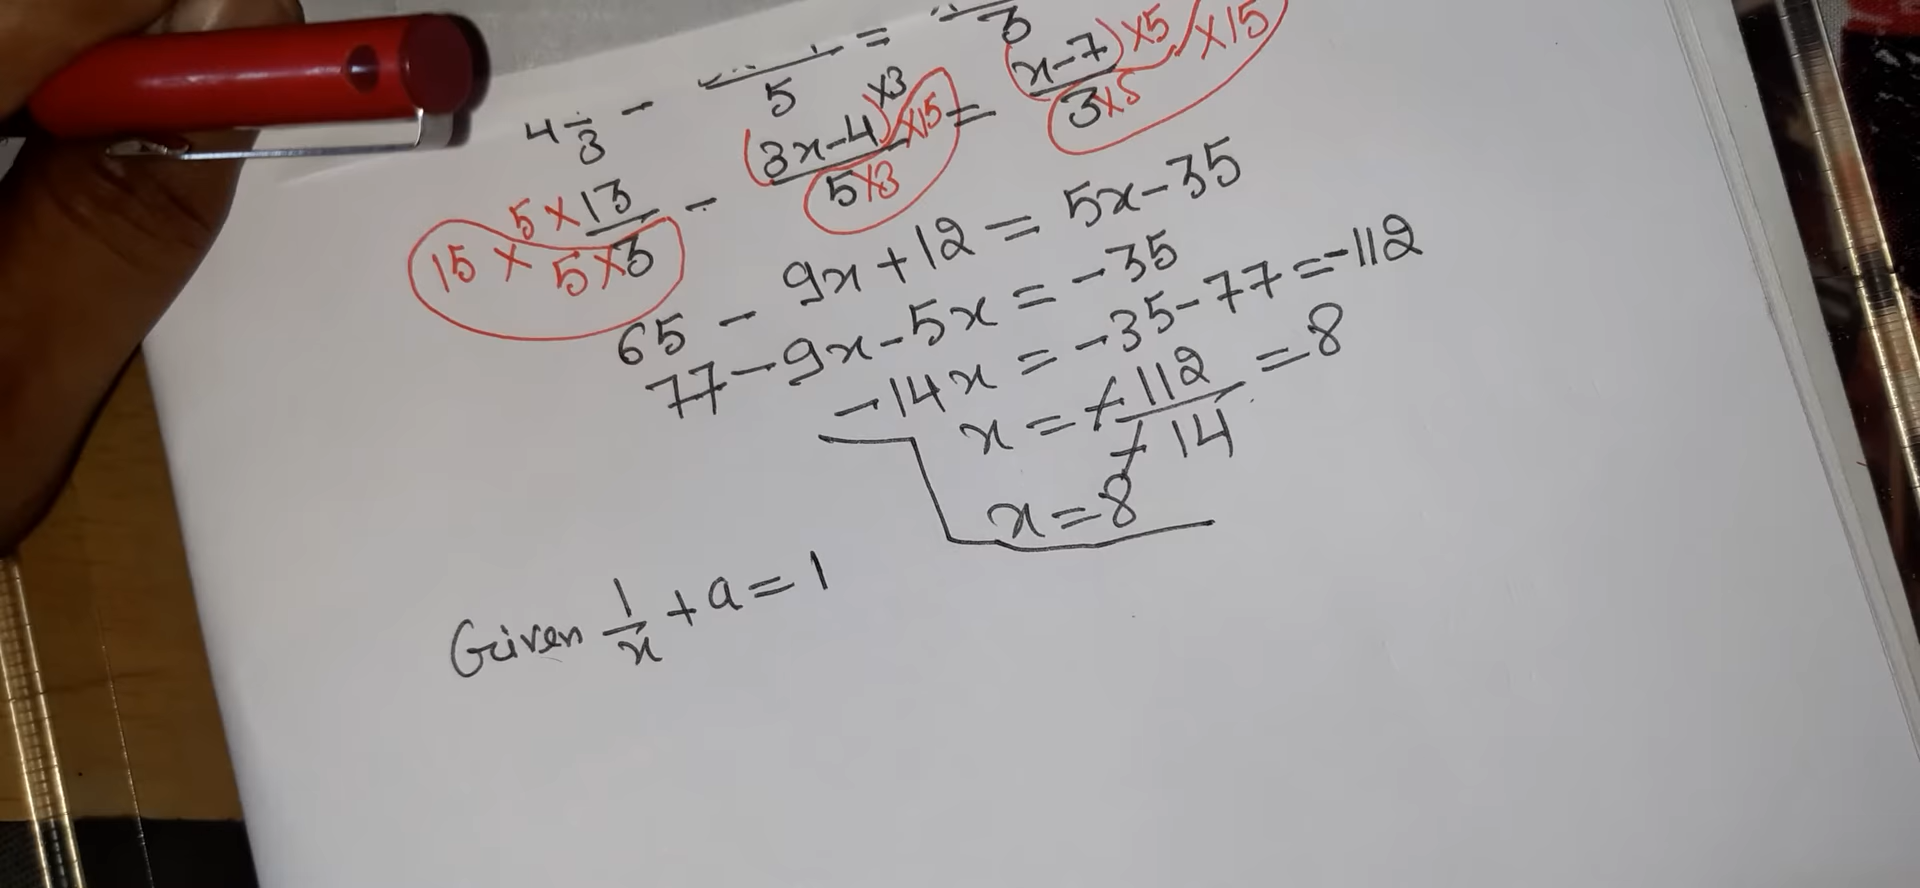 4 1/3 - /5 = /3
5 × 13 / 5 × 3 × 15 - (3x-4) ×3 / 5 ×3 ×15 = (x-7) ×5 / 3 ×5 ×15
65 - 9x + 12 = 5x - 35
77 - 9x - 5x = -35
-14x = -35 - 77 = -112
x = -112 / -14 = 8
x = 8
Given 1/x + a = 1